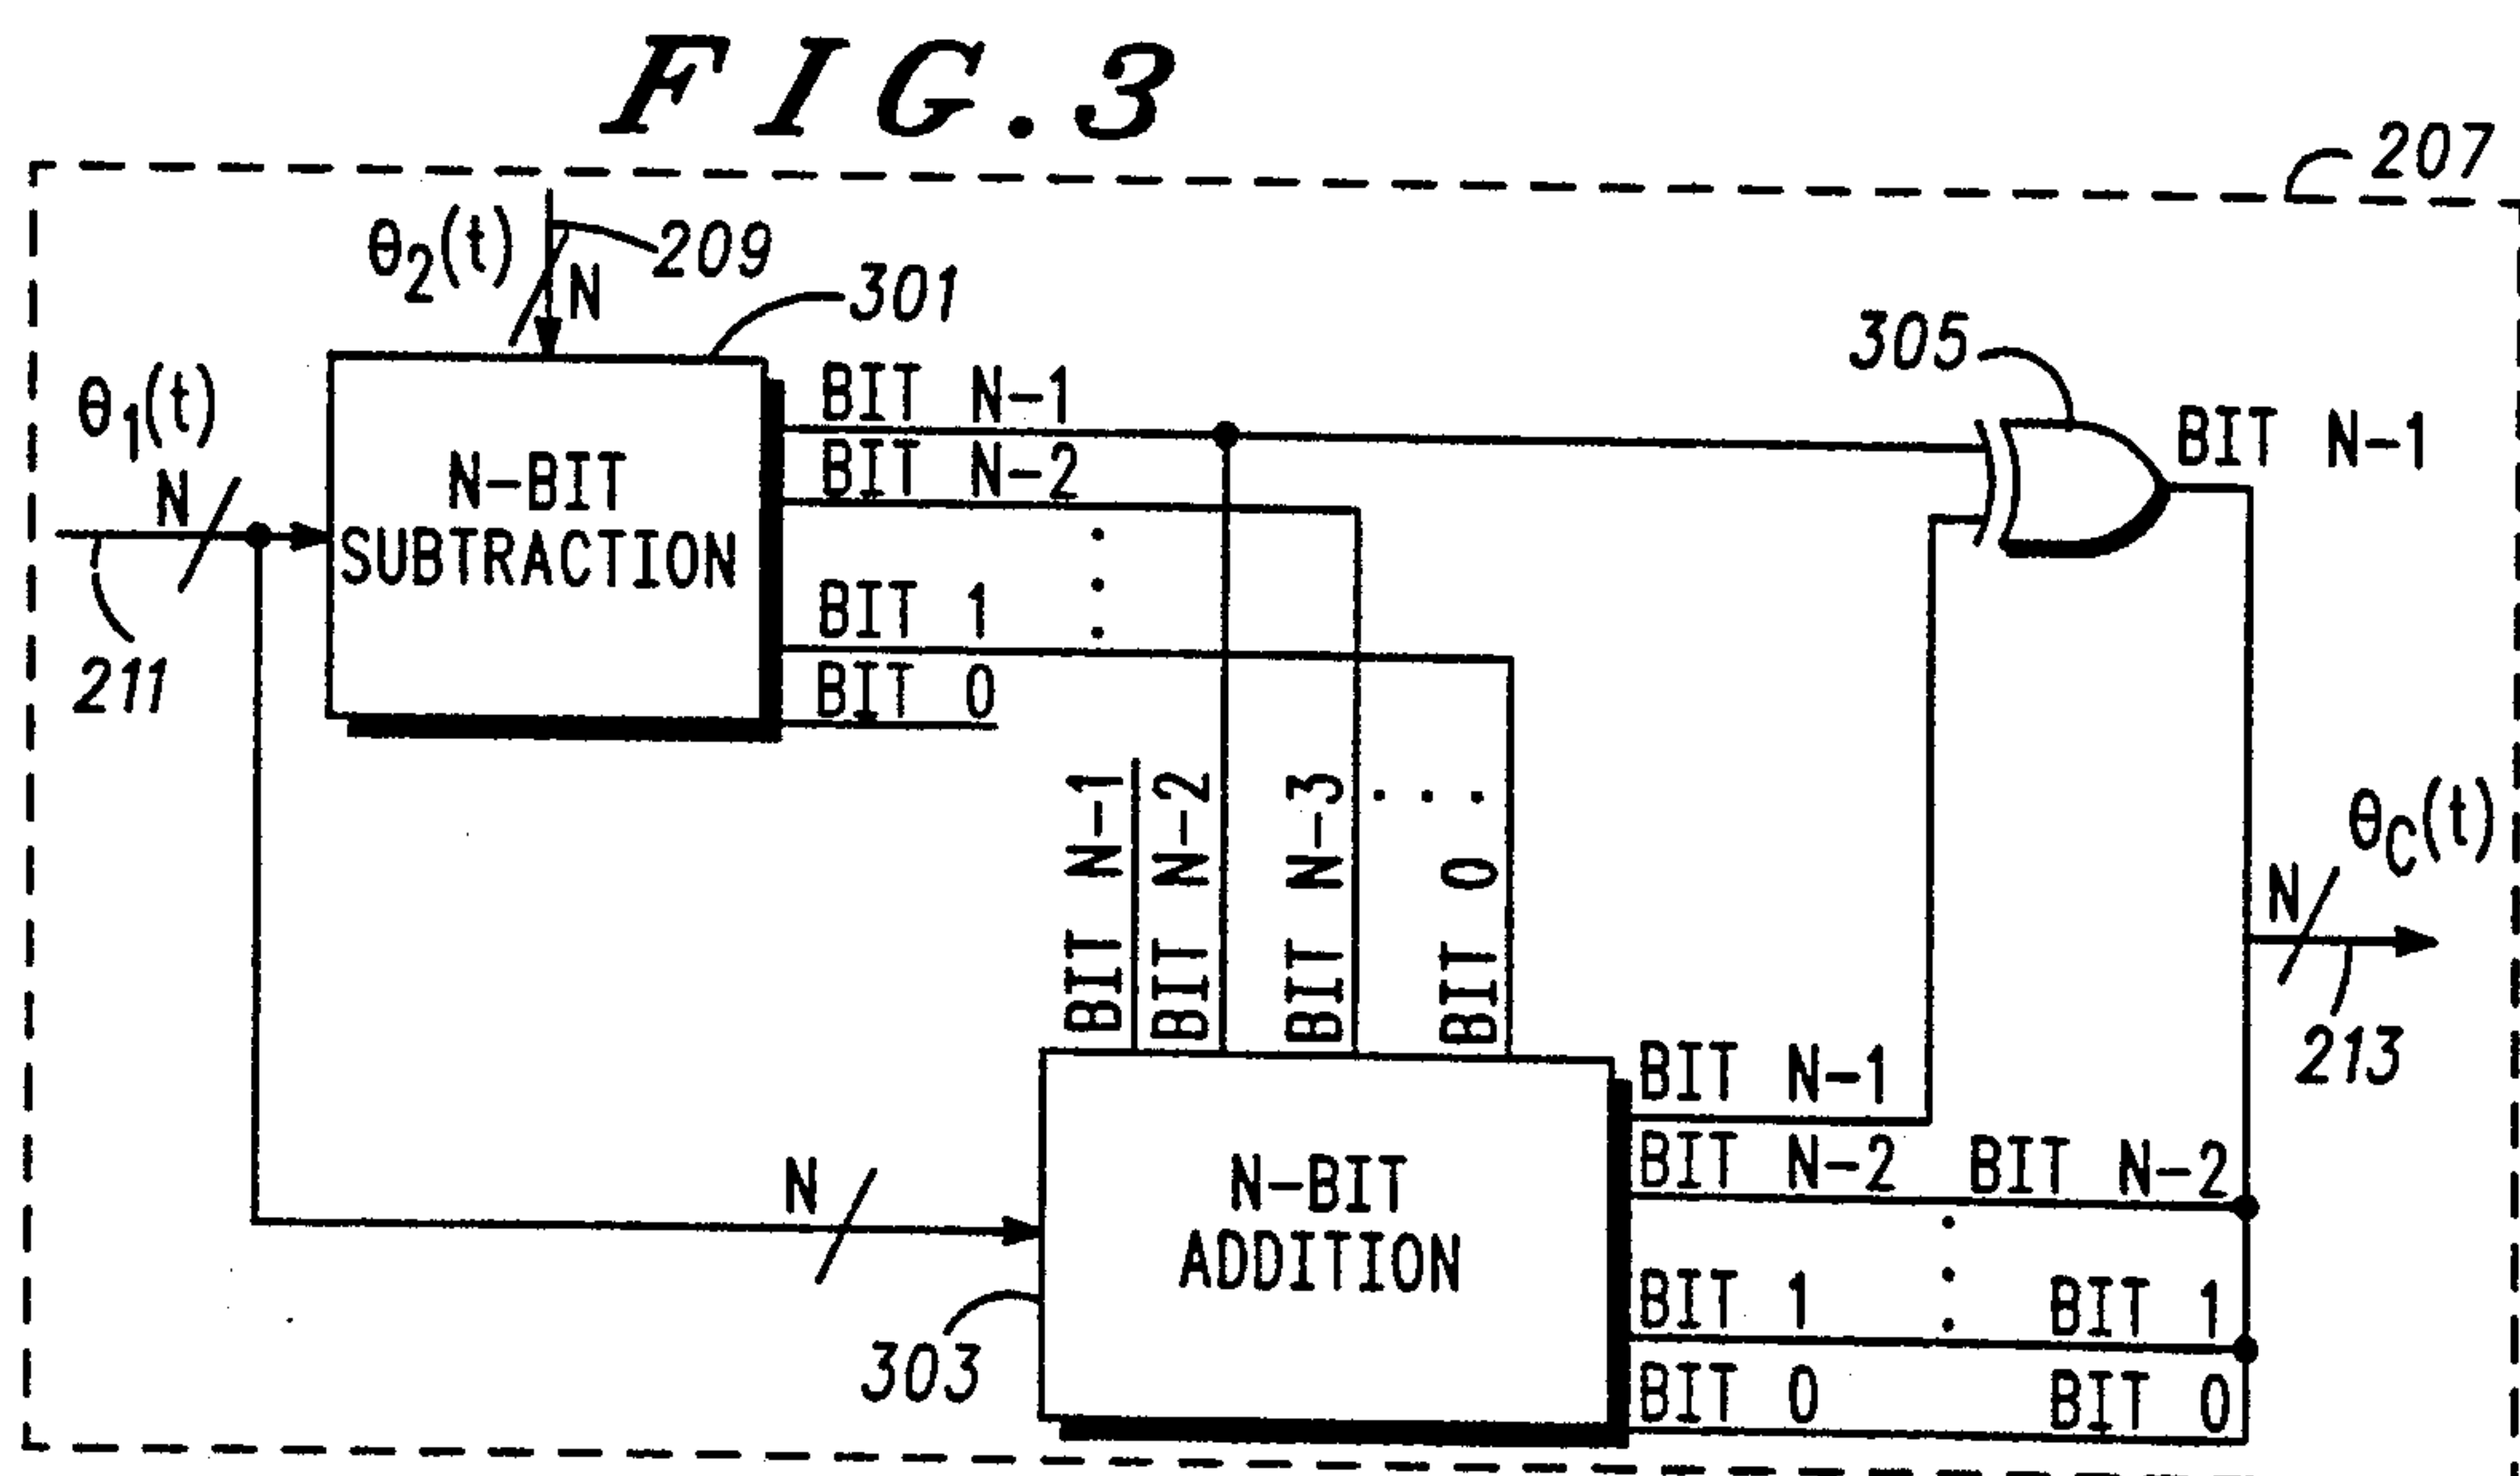 FIG.3
207
θ2(t)
209
N
301
305
θ1(t)
N
211
N-BIT
SUBTRACTION
BIT N-1
BIT N-2
BIT 1
BIT 0
BIT N-1
BIT N-1
BIT N-2
BIT N-3
BIT 0
θC(t)
N
213
N
303
N-BIT
ADDITION
BIT N-1
BIT N-2 BIT N-2
BIT 1 BIT 1
BIT 0 BIT 0